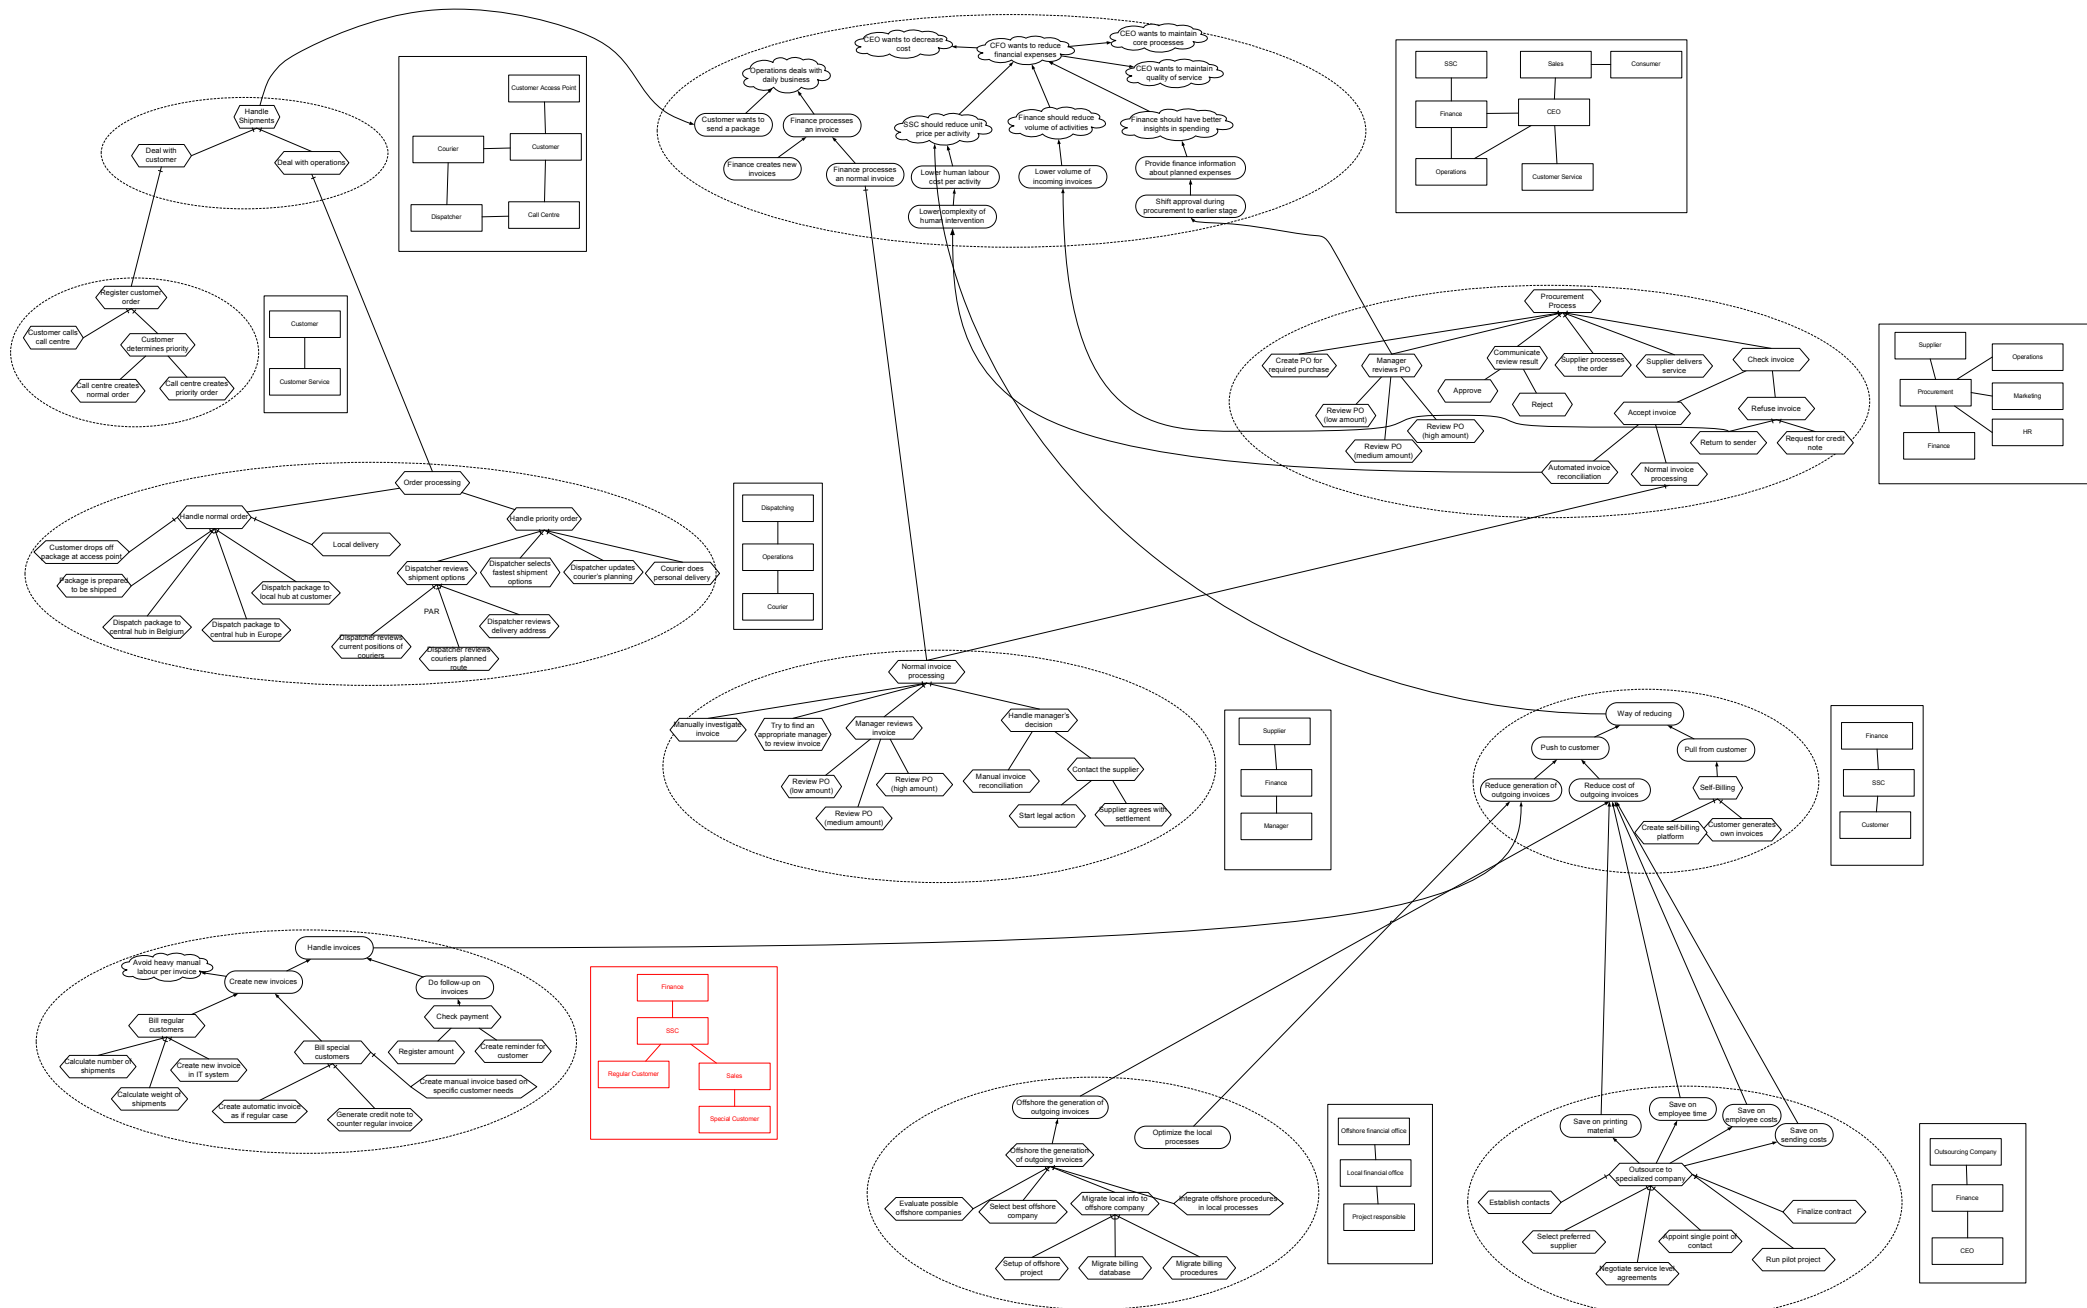 CEO wants to decrease
cost
CFO wants to reduce
financial expenses
CEO wants to maintain
core processes
CEO wants to maintain
quality of service
Operations deals with
daily business
Customer wants to
send a package
Finance processes
an invoice
SSC should reduce unit
price per activity
Finance should reduce
volume of activities
Finance should have better
insights in spending
Finance creates new
invoices
Finance processes
an normal invoice
Lower human labour
cost per activity
Lower volume of
incoming invoices
Provide finance information
about planned expenses
Lower complexity of
human intervention
Shift approval during
procurement to earlier stage
SSC
Sales
Consumer
Finance
CEO
Operations
Customer Service
Handle
Shipments
Deal with
customer
Deal with operations
Customer Access Point
Courier
Customer
Dispatcher
Call Centre
Register customer
order
Customer calls
call centre
Customer
determines priority
Call centre creates
normal order
Call centre creates
priority order
Customer
Customer Service
Procurement
Process
Create PO for
required purchase
Manager
reviews PO
Communicate
review result
Supplier processes
the order
Supplier delivers
service
Check invoice
Approve
Reject
Review PO
(low amount)
Review PO
(medium amount)
Review PO
(high amount)
Accept invoice
Refuse invoice
Return to sender
Request for credit
note
Automated invoice
reconciliation
Normal invoice
processing
Supplier
Operations
Procurement
Marketing
Finance
HR
Order processing
Handle normal order
Handle priority order
Customer drops off
package at access point
Local delivery
Package is prepared
to be shipped
Dispatch package to
local hub at customer
Dispatch package to
central hub in Belgium
Dispatch package to
central hub in Europe
Dispatcher reviews
shipment options
Dispatcher selects
fastest shipment
options
Dispatcher updates
courier's planning
Courier does
personal delivery
PAR
Dispatcher reviews
delivery address
Dispatcher reviews
current positions of
couriers
Dispatcher reviews
couriers planned
route
Dispatching
Operations
Courier
Normal invoice
processing
Manually investigate
invoice
Try to find an
appropriate manager
to review invoice
Manager reviews
invoice
Handle manager's
decision
Review PO
(low amount)
Review PO
(medium amount)
Review PO
(high amount)
Manual invoice
reconciliation
Contact the supplier
Start legal action
Supplier agrees with
settlement
Supplier
Finance
Manager
Way of reducing
Push to customer
Pull from customer
Reduce generation of
outgoing invoices
Reduce cost of
outgoing invoices
Self-Billing
Create self-billing
platform
Customer generates
own invoices
Finance
SSC
Customer
Handle invoices
Avoid heavy manual
labour per invoice
Create new invoices
Do follow-up on
invoices
Bill regular
customers
Check payment
Bill special
customers
Register amount
Create reminder for
customer
Calculate number of
shipments
Create new invoice
in IT system
Calculate weight of
shipments
Create manual invoice based on
specific customer needs
Create automatic invoice
as if regular case
Generate credit note to
counter regular invoice
Finance
SSC
Regular Customer
Sales
Special Customer
Offshore the generation of
outgoing invoices
Optimize the local
processes
Offshore the generation
of outgoing invoices
Evaluate possible
offshore companies
Select best offshore
company
Migrate local info to
offshore company
Integrate offshore procedures
in local processes
Setup of offshore
project
Migrate billing
database
Migrate billing
procedures
Offshore financial office
Local financial office
Project responsible
Save on printing
material
Save on
employee time
Save on
employee costs
Save on
sending costs
Outsource to
specialized company
Establish contacts
Finalize contract
Select preferred
supplier
Appoint single point of
contact
Negotiate service level
agreements
Run pilot project
Outsourcing Company
Finance
CEO